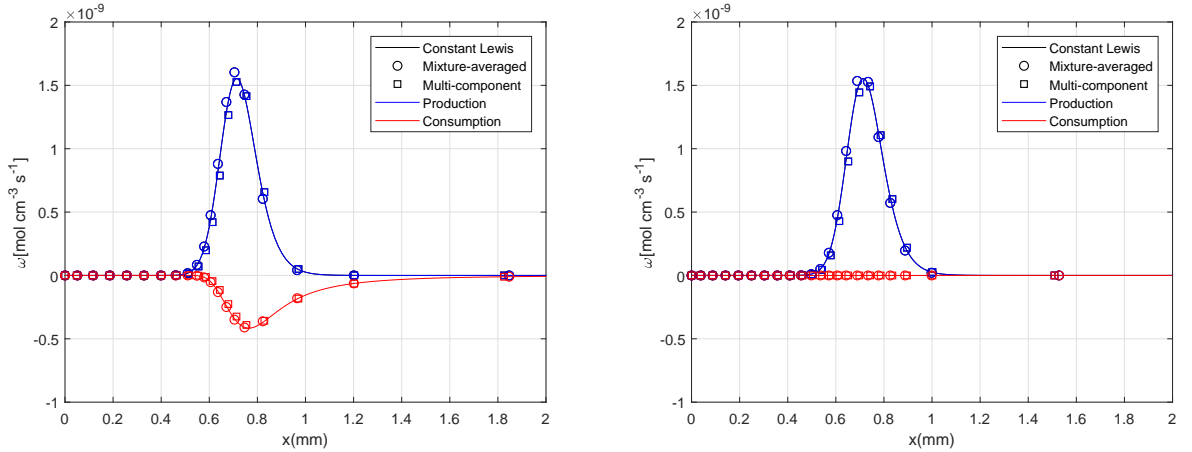 ×10⁻⁹
2
1.5
1
0.5
0
-0.5
-1
ω̇ [mol cm⁻³ s⁻¹]
Constant Lewis
Mixture-averaged
Multi-component
Production
Consumption
0 0.2 0.4 0.6 0.8 1.0 1.2 1.4 1.6 1.8 2
x(mm)
×10⁻⁹
2
1.5
1
0.5
0
-0.5
-1
ω̇ [mol cm⁻³ s⁻¹]
Constant Lewis
Mixture-averaged
Multi-component
Production
Consumption
0 0.2 0.4 0.6 0.8 1.0 1.2 1.4 1.6 1.8 2
x(mm)